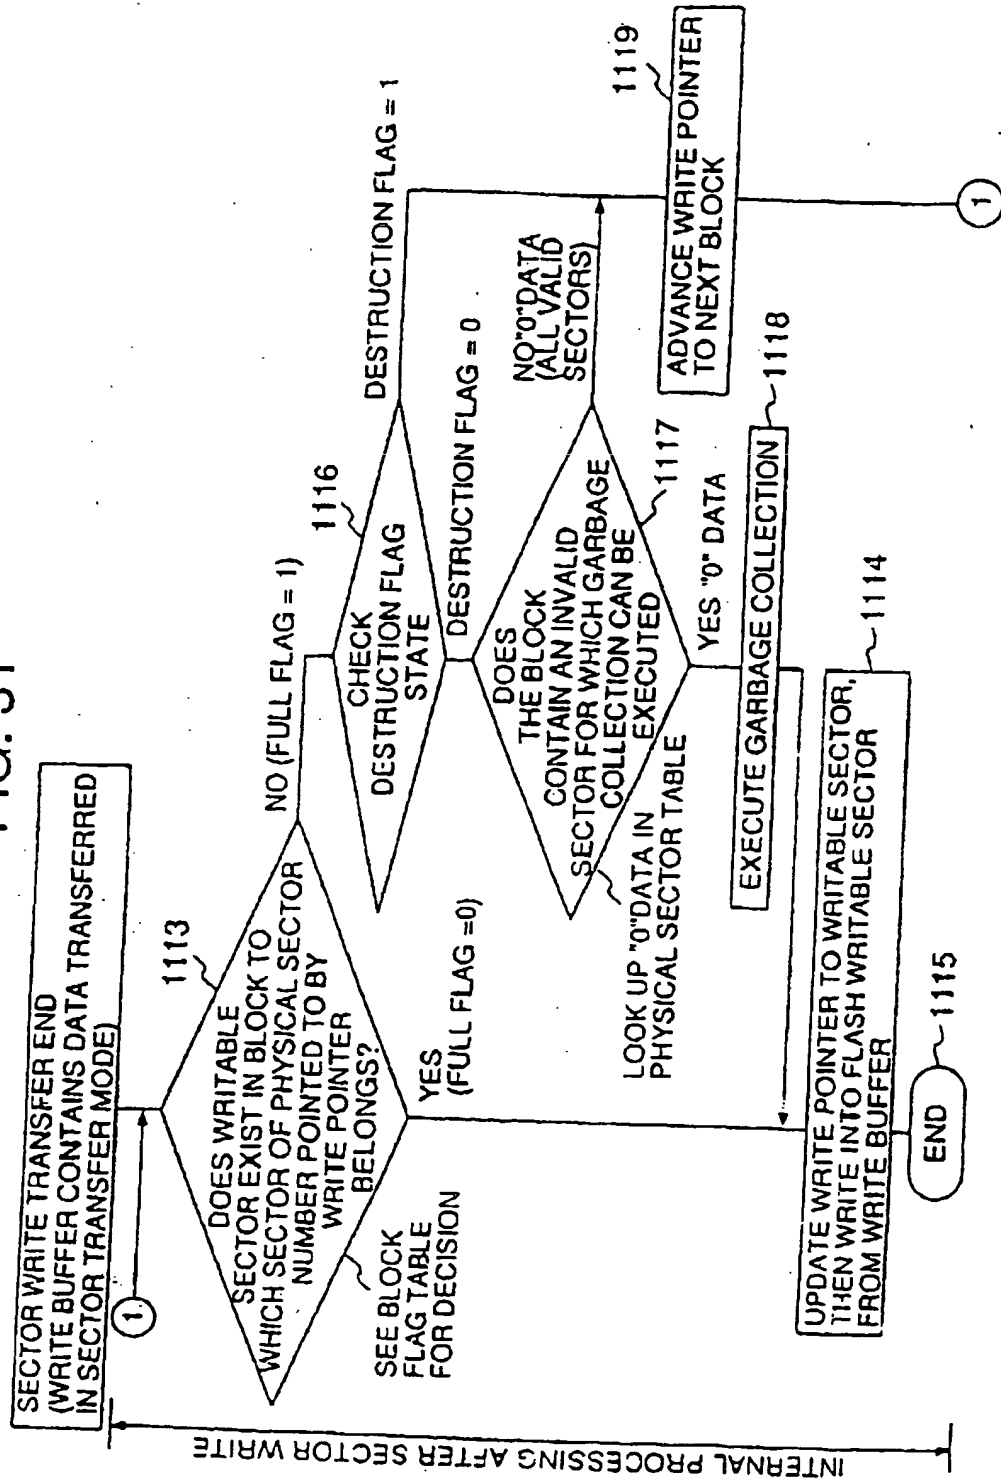 SECTOR WRITE TRANSFER END
(WRITE BUFFER CONTAINS DATA TRANSFERRED
IN SECTOR TRANSFER MODE)
1
1113
DOES WRITABLE
SECTOR EXIST IN BLOCK TO
WHICH SECTOR OF PHYSICAL SECTOR
NUMBER POINTED TO BY
WRITE POINTER
BELONGS?
NO (FULL FLAG = 1)
YES
(FULL FLAG =0)
SEE BLOCK
FLAG TABLE
FOR DECISION
1116
CHECK
DESTRUCTION FLAG
STATE
DESTRUCTION FLAG = 1
DESTRUCTION FLAG = 0
DOES
THE BLOCK
CONTAIN AN INVALID
SECTOR FOR WHICH GARBAGE
COLLECTION CAN BE
EXECUTED
1117
NO"0"DATA
(ALL VALID
SECTORS)
LOOK UP "0"DATA IN
PHYSICAL SECTOR TABLE
YES "0" DATA
1119
ADVANCE WRITE POINTER
TO NEXT BLOCK
1
EXECUTE GARBAGE COLLECTION
1118
UPDATE WRITE POINTER TO WRITABLE SECTOR,
THEN WRITE INTO FLASH WRITABLE SECTOR
FROM WRITE BUFFER
1114
END
1115
INTERNAL PROCESSING AFTER SECTOR WRITE